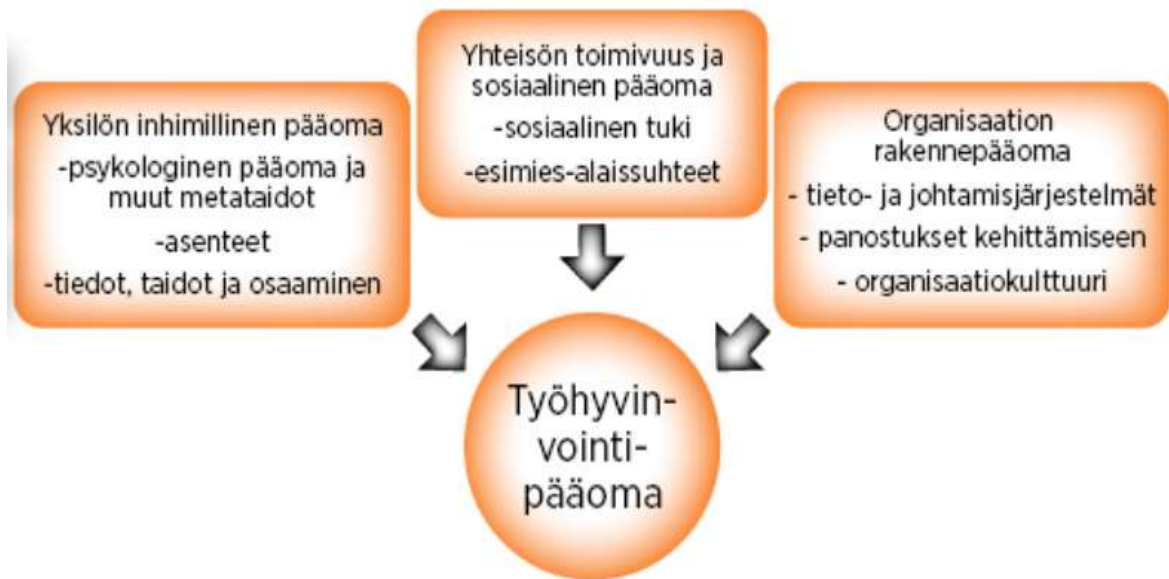 Yksilön inhimillinen pääoma
-psykologinen pääoma ja
muut metataidot
-asenteet
-tiedot, taidot ja osaaminen
Yhteisön toimivuus ja
sosiaalinen pääoma
-sosiaalinen tuki
-esimies-alaissuhteet
Organisaation
rakennepääoma
- tieto- ja johtamisjärjestelmät
- panostukset kehittämiseen
- organisaatiokulttuuri
Työhyvin-
vointi-
pääoma